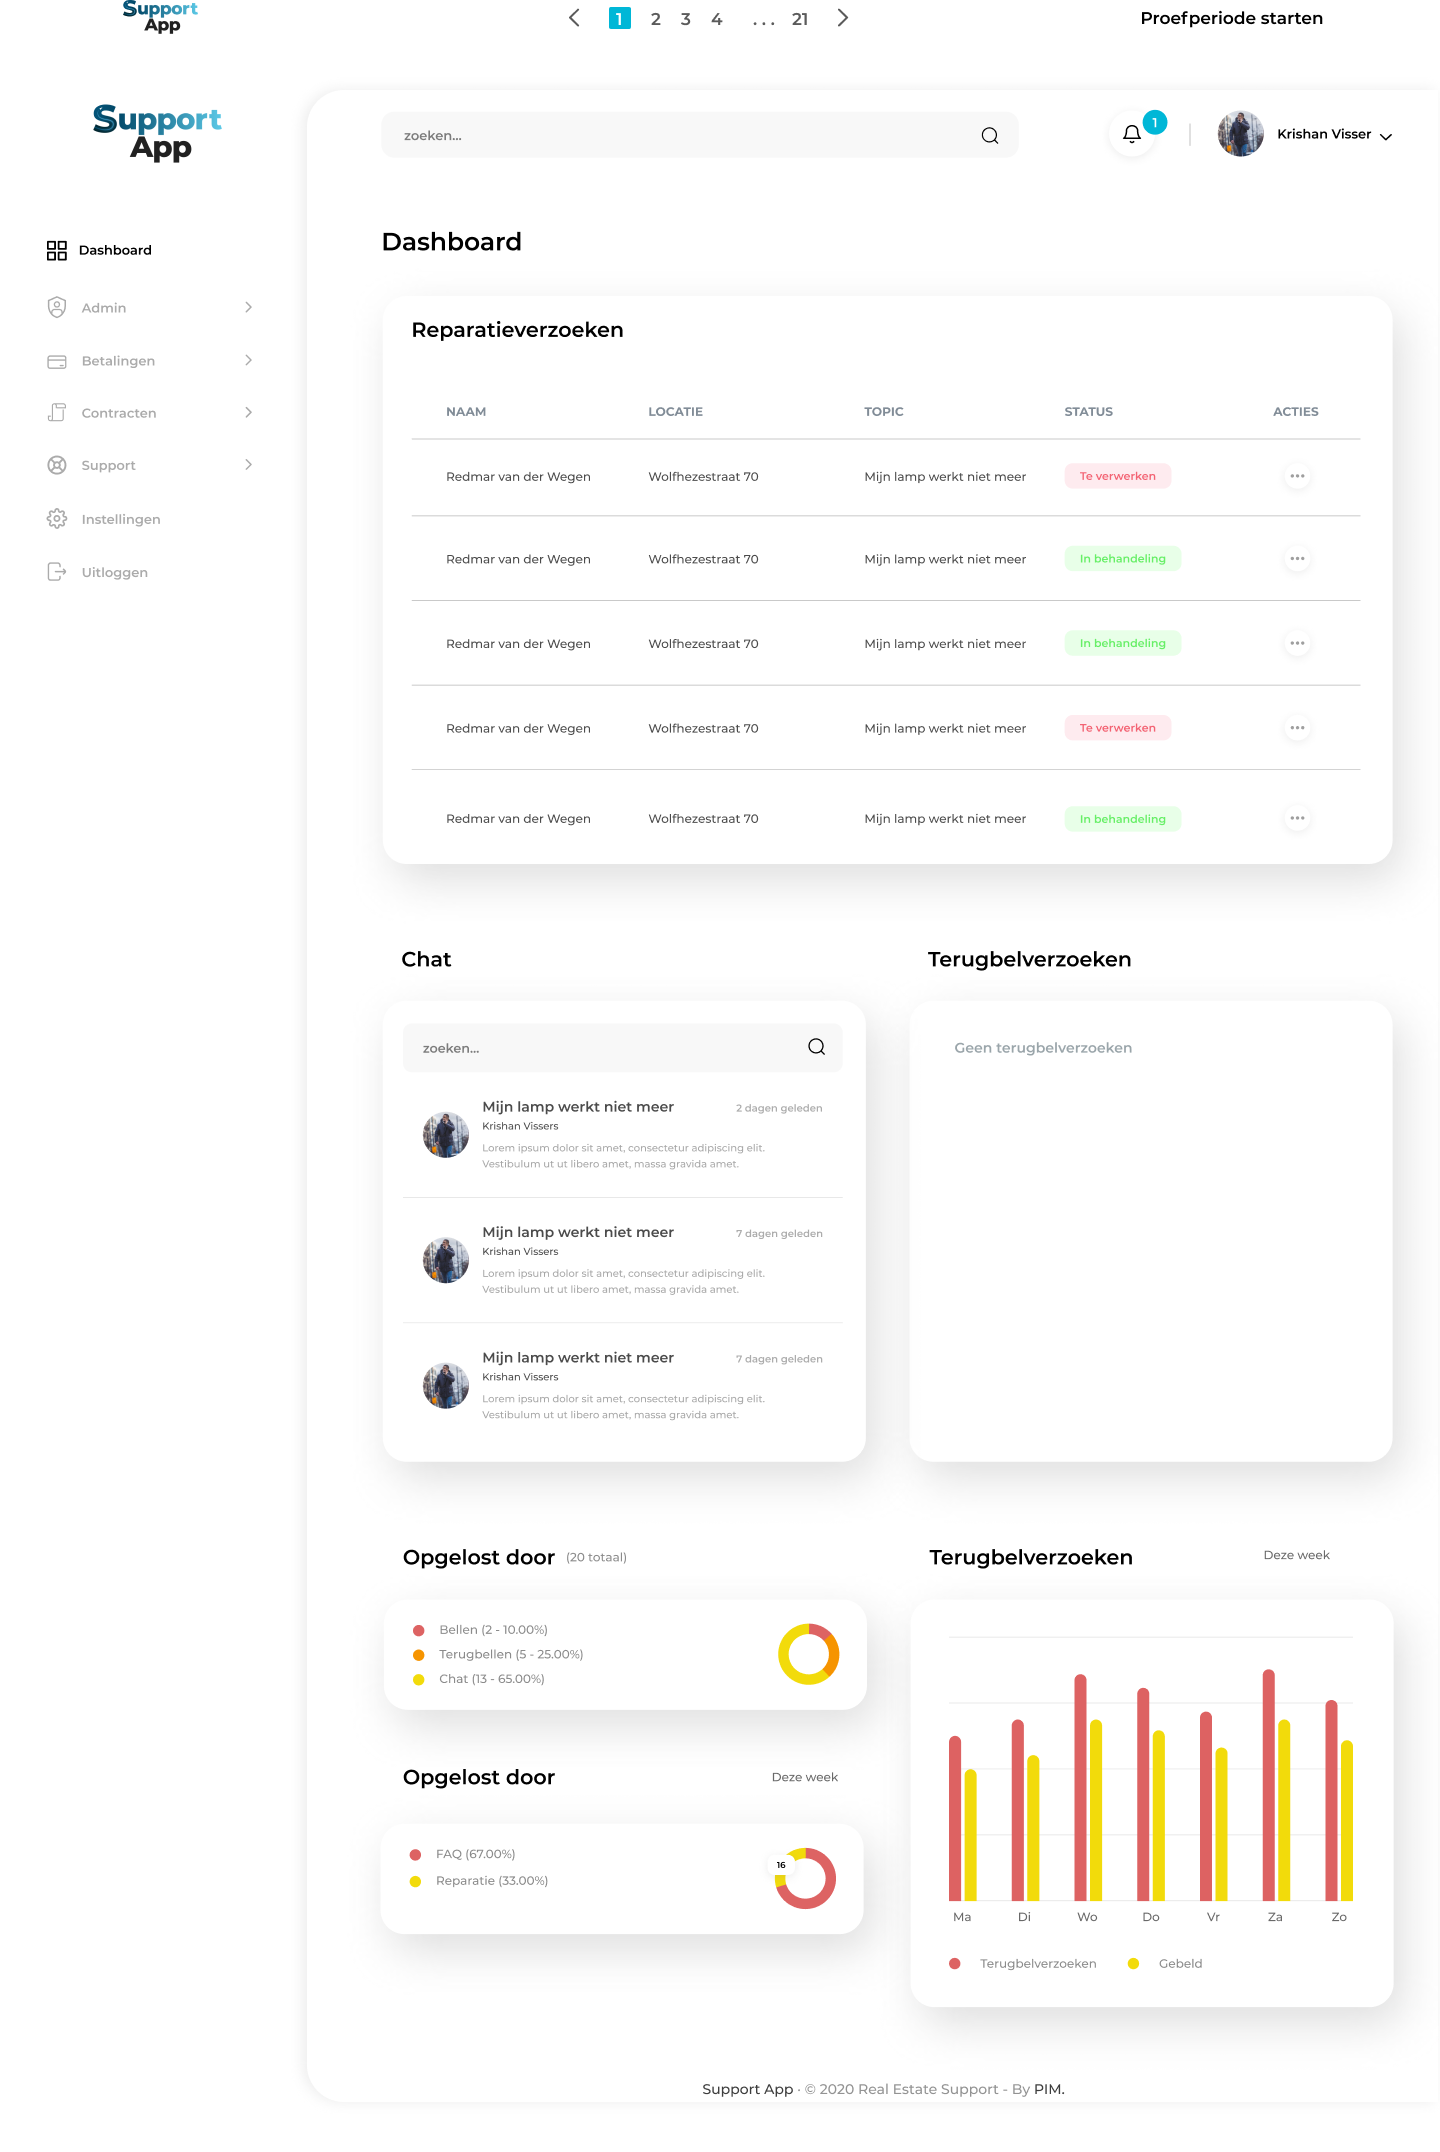 Support
App
1 2 3 4 ... 21
Proefperiode starten
Support
App
zoeken...
1
Krishan Visser
Dashboard
Admin
Betalingen
Contracten
Support
Instellingen
Uitloggen
Dashboard
Reparatieverzoeken
NAAM LOCATIE TOPIC STATUS ACTIES
Redmar van der Wegen Wolfhezestraat 70 Mijn lamp werkt niet meer Te verwerken
Redmar van der Wegen Wolfhezestraat 70 Mijn lamp werkt niet meer In behandeling
Redmar van der Wegen Wolfhezestraat 70 Mijn lamp werkt niet meer In behandeling
Redmar van der Wegen Wolfhezestraat 70 Mijn lamp werkt niet meer Te verwerken
Redmar van der Wegen Wolfhezestraat 70 Mijn lamp werkt niet meer In behandeling
Chat
zoeken...
Mijn lamp werkt niet meer 2 dagen geleden
Krishan Vissers
Lorem ipsum dolor sit amet, consectetur adipiscing elit.
Vestibulum ut ut libero amet, massa gravida amet.
Mijn lamp werkt niet meer 7 dagen geleden
Krishan Vissers
Lorem ipsum dolor sit amet, consectetur adipiscing elit.
Vestibulum ut ut libero amet, massa gravida amet.
Mijn lamp werkt niet meer 7 dagen geleden
Krishan Vissers
Lorem ipsum dolor sit amet, consectetur adipiscing elit.
Vestibulum ut ut libero amet, massa gravida amet.
Terugbelverzoeken
Geen terugbelverzoeken
Opgelost door (20 totaal)
Bellen (2 - 10.00%)
Terugbellen (5 - 25.00%)
Chat (13 - 65.00%)
Opgelost door Deze week
FAQ (67.00%)
Reparatie (33.00%)
16
Terugbelverzoeken Deze week
Ma Di Wo Do Vr Za Zo
Terugbelverzoeken Gebeld
Support App · © 2020 Real Estate Support - By PIM.